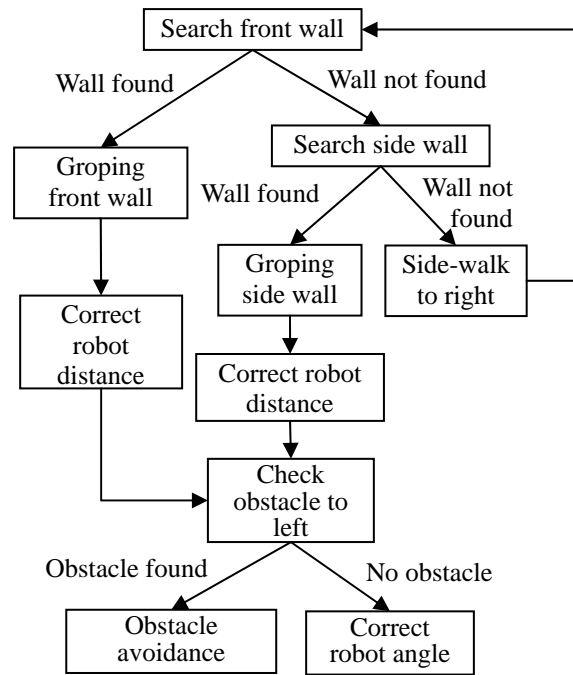 Search front wall
Wall found
Wall not found
Search side wall
Groping
front wall
Wall found
Wall not
found
Groping
side wall
Side-walk
to right
Correct
robot
distance
Correct robot
distance
Check
obstacle to
left
Obstacle found
No obstacle
Obstacle
avoidance
Correct
robot angle